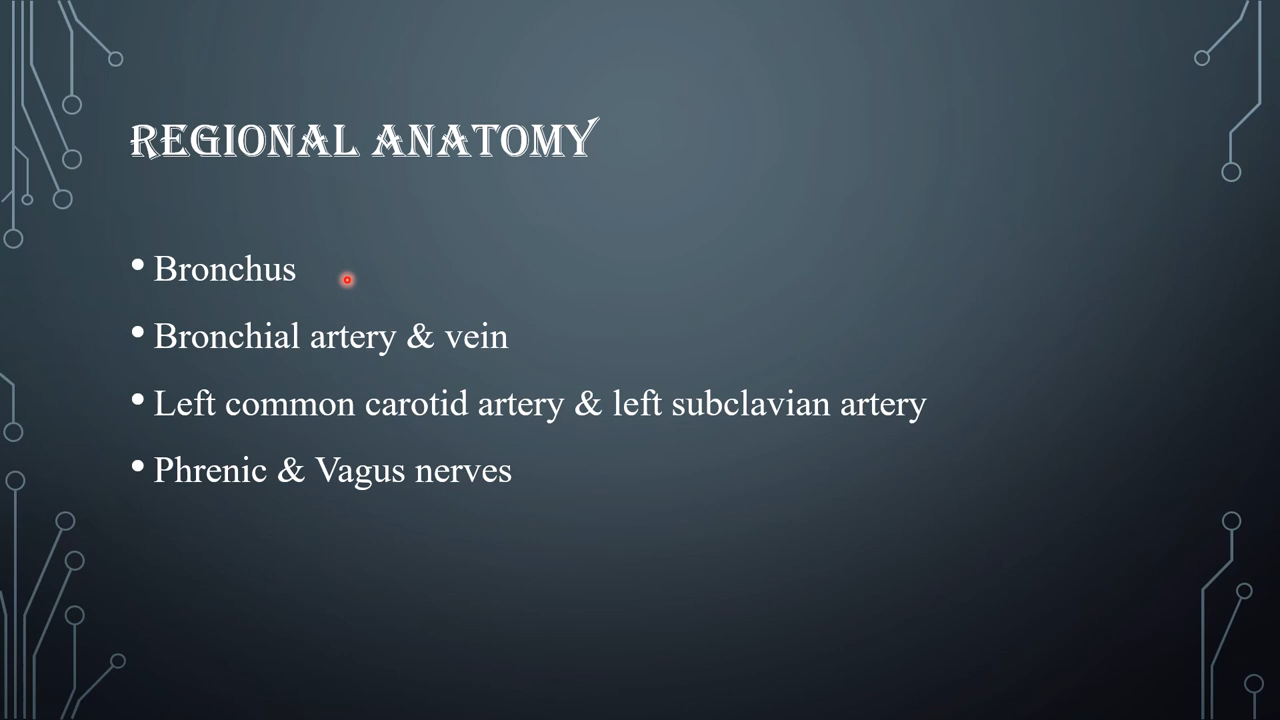 REGIONAL ANATOMY
• Bronchus
• Bronchial artery & vein
• Left common carotid artery & left subclavian artery
• Phrenic & Vagus nerves